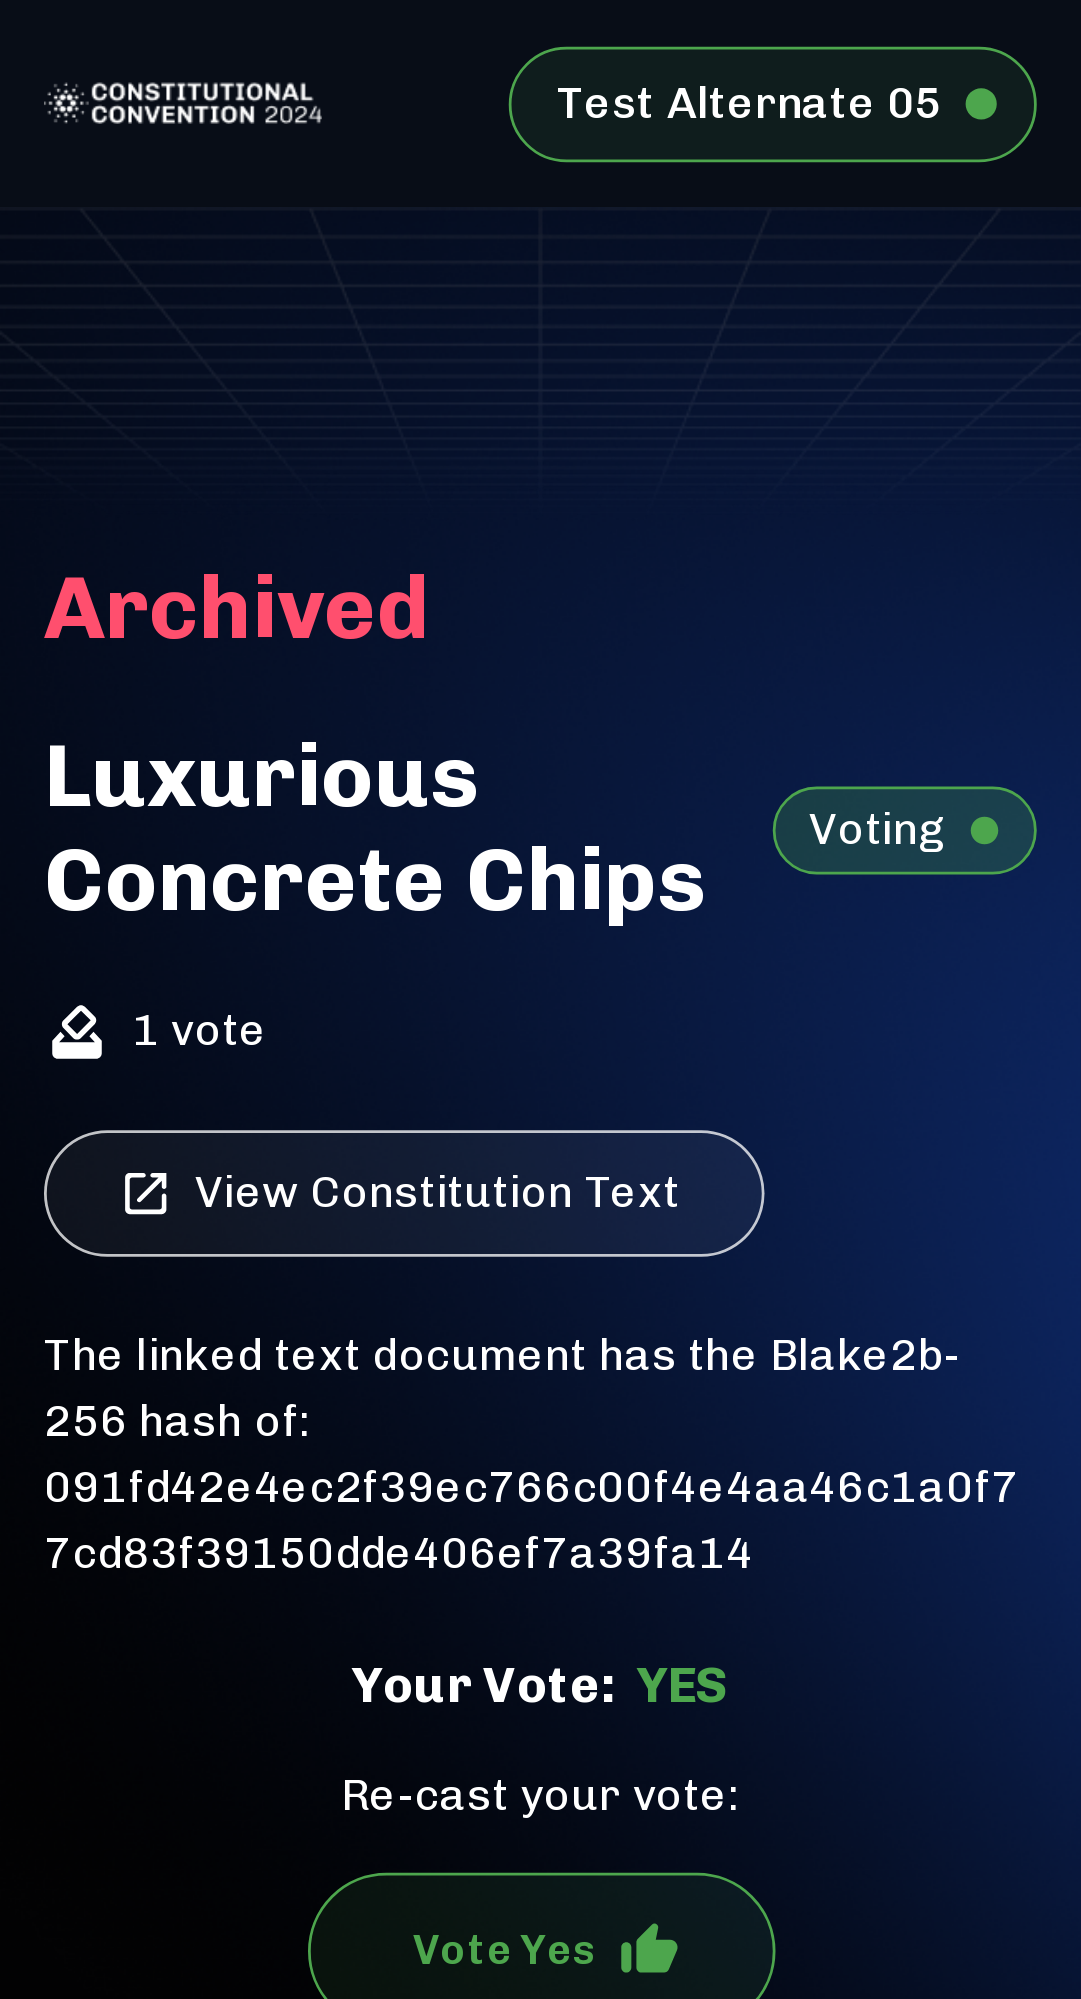 CONSTITUTIONAL
CONVENTION 2024
Test Alternate 05
Archived
Luxurious
Concrete Chips
Voting
1 vote
View Constitution Text
The linked text document has the Blake2b-
256 hash of:
091fd42e4ec2f39ec766c00f4e4aa46c1a0f7
7cd83f39150dde406ef7a39fa14
Your Vote: YES
Re-cast your vote:
Vote Yes